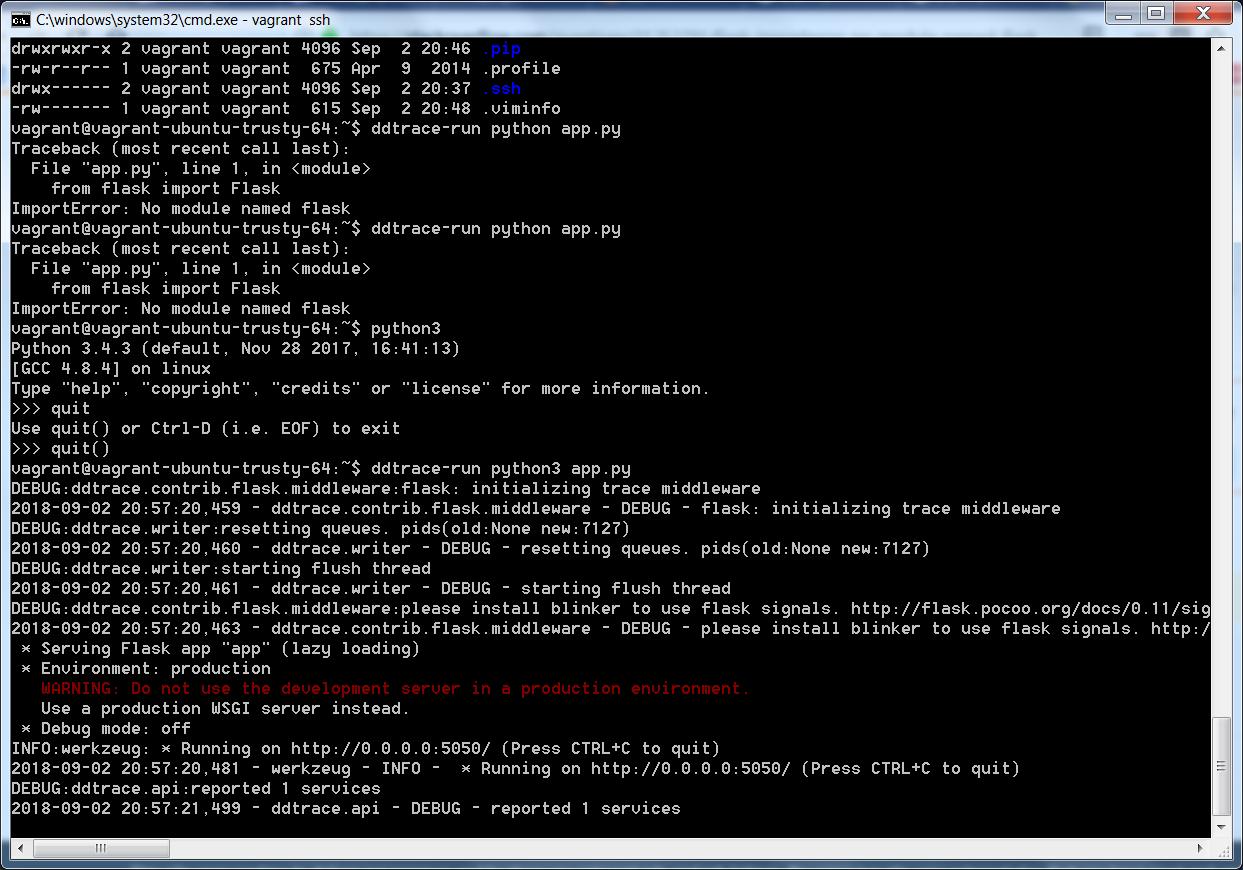 C:\windows\system32\cmd.exe - vagrant  ssh
drwxrwxr-x 2 vagrant vagrant 4096 Sep  2 20:46 .pip
-rw-r--r-- 1 vagrant vagrant  675 Apr  9  2014 .profile
drwx------ 2 vagrant vagrant 4096 Sep  2 20:37 .ssh
-rw------- 1 vagrant vagrant  615 Sep  2 20:48 .viminfo
vagrant@vagrant-ubuntu-trusty-64:~$ ddtrace-run python app.py
Traceback (most recent call last):
  File "app.py", line 1, in <module>
    from flask import Flask
ImportError: No module named flask
vagrant@vagrant-ubuntu-trusty-64:~$ ddtrace-run python app.py
Traceback (most recent call last):
  File "app.py", line 1, in <module>
    from flask import Flask
ImportError: No module named flask
vagrant@vagrant-ubuntu-trusty-64:~$ python3
Python 3.4.3 (default, Nov 28 2017, 16:41:13)
[GCC 4.8.4] on linux
Type "help", "copyright", "credits" or "license" for more information.
>>> quit
Use quit() or Ctrl-D (i.e. EOF) to exit
>>> quit()
vagrant@vagrant-ubuntu-trusty-64:~$ ddtrace-run python3 app.py
DEBUG:ddtrace.contrib.flask.middleware:flask: initializing trace middleware
2018-09-02 20:57:20,459 - ddtrace.contrib.flask.middleware - DEBUG - flask: initializing trace middleware
DEBUG:ddtrace.writer:resetting queues. pids(old:None new:7127)
2018-09-02 20:57:20,460 - ddtrace.writer - DEBUG - resetting queues. pids(old:None new:7127)
DEBUG:ddtrace.writer:starting flush thread
2018-09-02 20:57:20,461 - ddtrace.writer - DEBUG - starting flush thread
DEBUG:ddtrace.contrib.flask.middleware:please install blinker to use flask signals. http://flask.pocoo.org/docs/0.11/sig
2018-09-02 20:57:20,463 - ddtrace.contrib.flask.middleware - DEBUG - please install blinker to use flask signals. http:/
 * Serving Flask app "app" (lazy loading)
 * Environment: production
   WARNING: Do not use the development server in a production environment.
   Use a production WSGI server instead.
 * Debug mode: off
INFO:werkzeug: * Running on http://0.0.0.0:5050/ (Press CTRL+C to quit)
2018-09-02 20:57:20,481 - werkzeug - INFO -  * Running on http://0.0.0.0:5050/ (Press CTRL+C to quit)
DEBUG:ddtrace.api:reported 1 services
2018-09-02 20:57:21,499 - ddtrace.api - DEBUG - reported 1 services